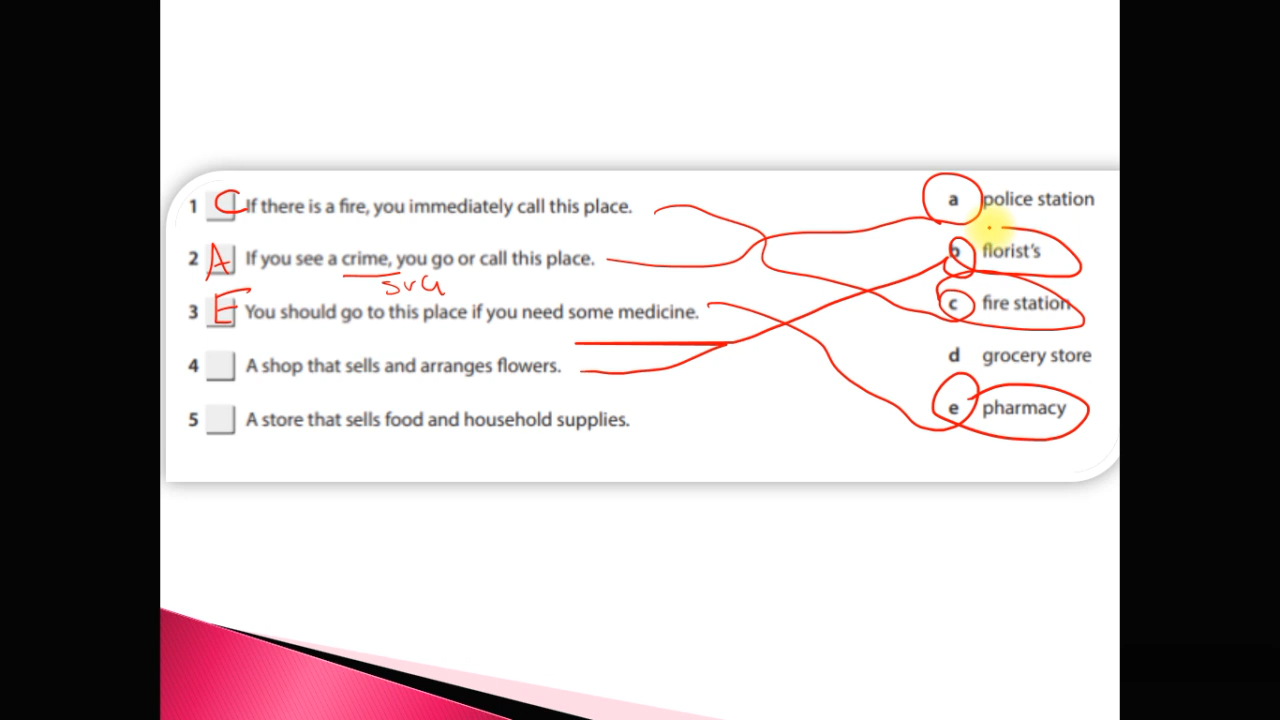 1 C If there is a fire, you immediately call this place.
a police station
2 A If you see a crime, you go or call this place.
suç
b florist's
3 E You should go to this place if you need some medicine.
c fire station
4 A shop that sells and arranges flowers.
d grocery store
5 A store that sells food and household supplies.
e pharmacy